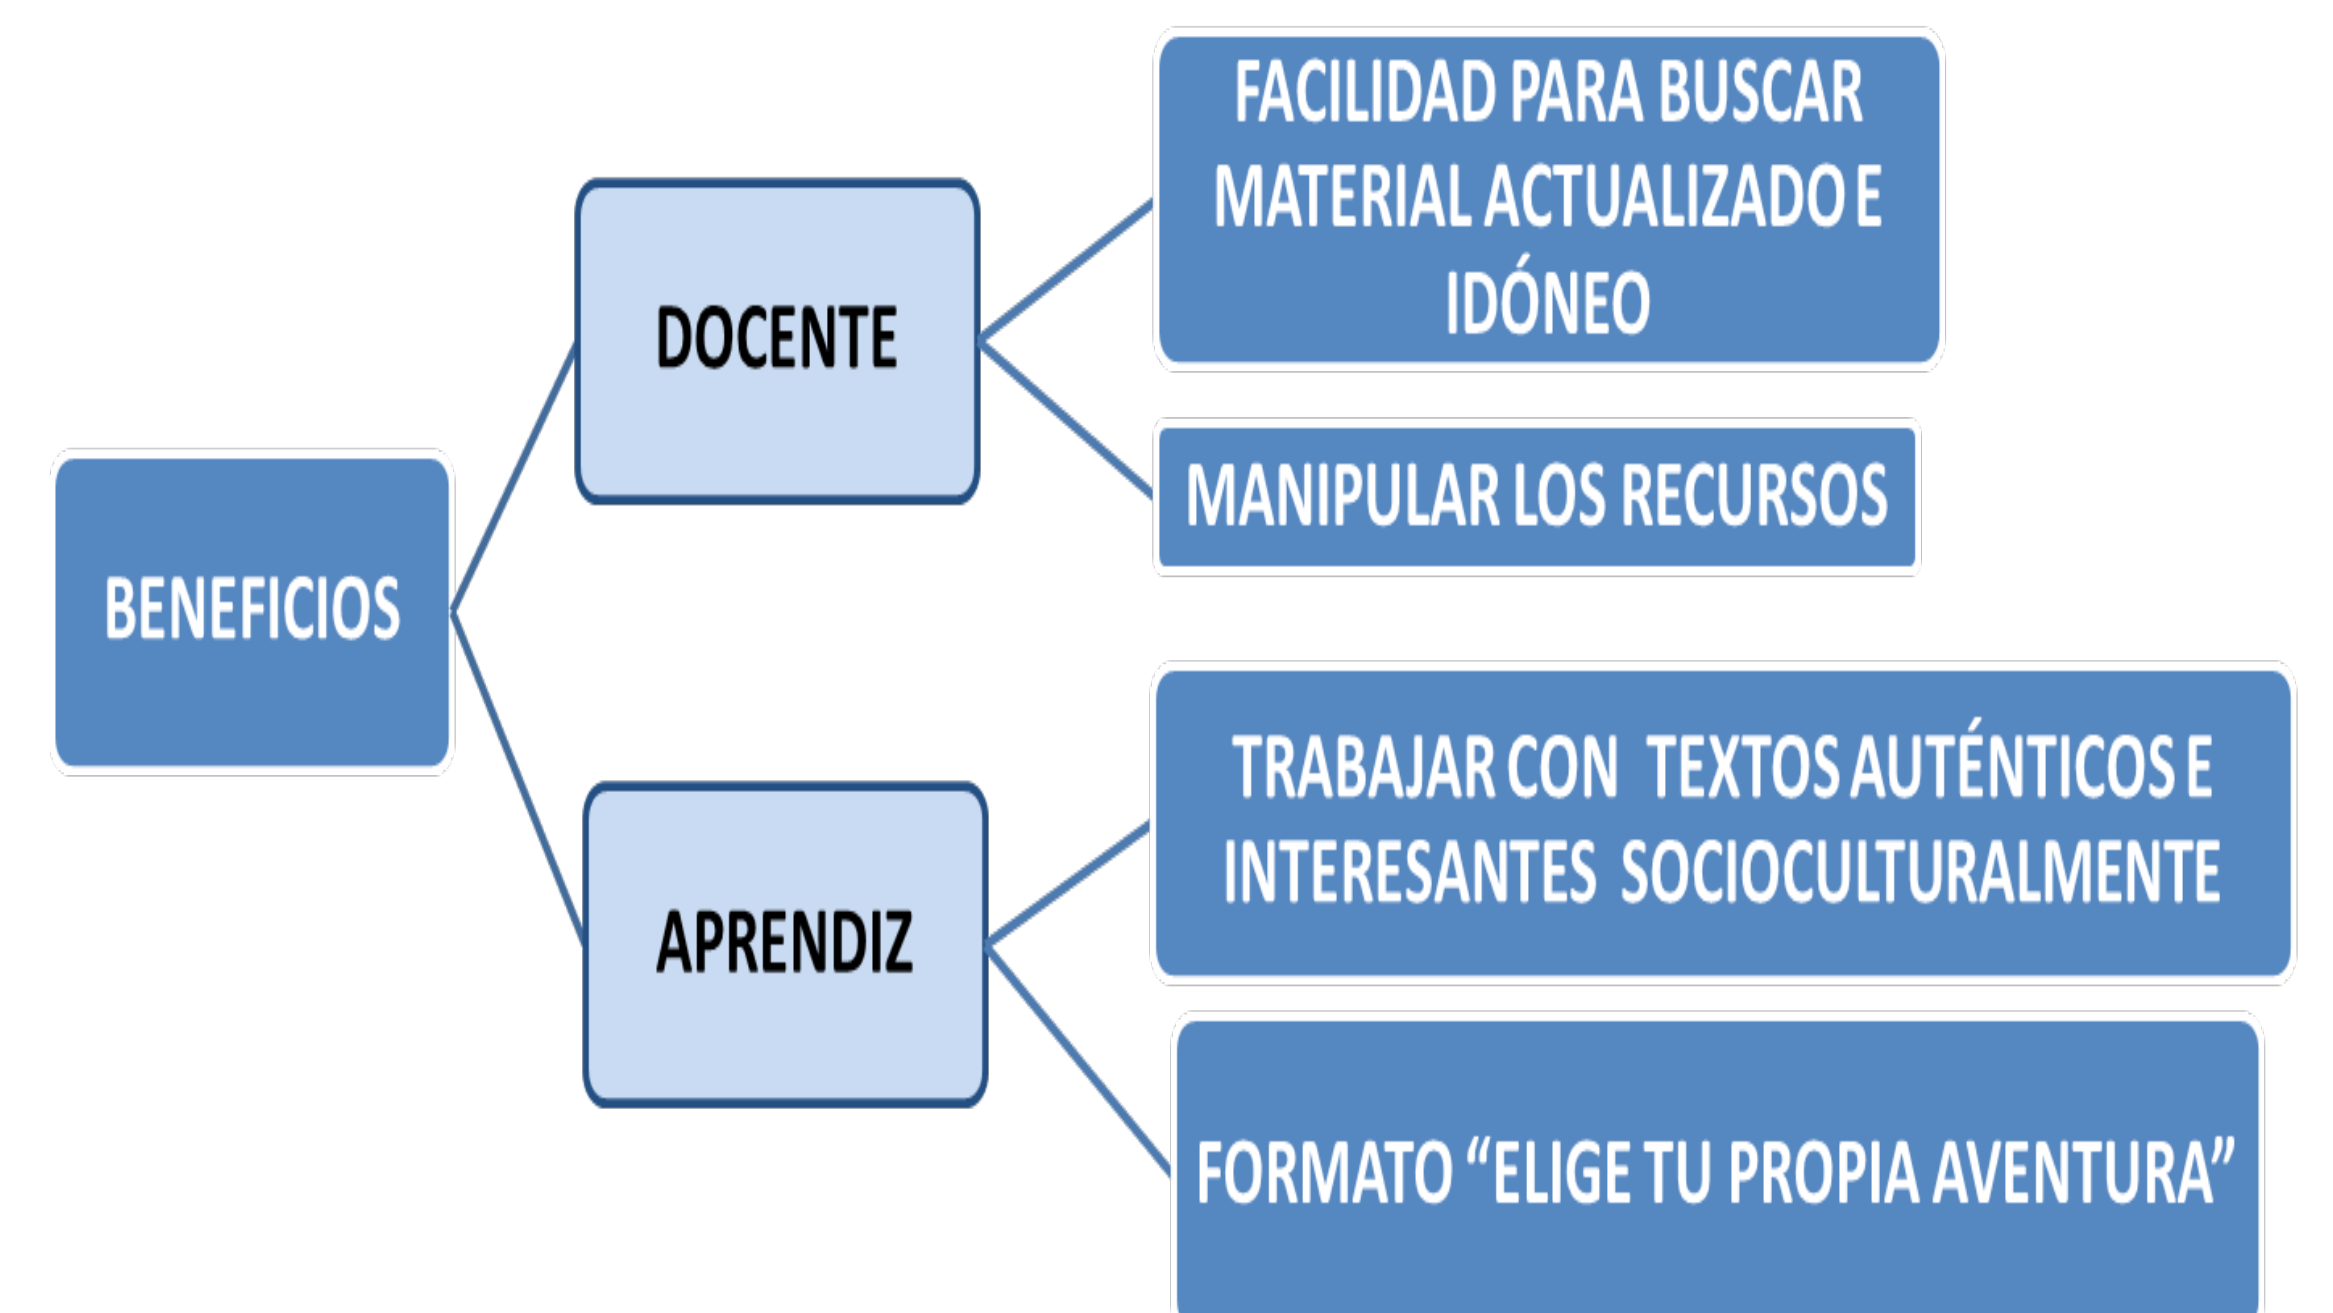 BENEFICIOS
DOCENTE
FACILIDAD PARA BUSCAR
MATERIAL ACTUALIZADO E
IDÓNEO
MANIPULAR LOS RECURSOS
APRENDIZ
TRABAJAR CON TEXTOS AUTÉNTICOS E
INTERESANTES SOCIOCULTURALMENTE
FORMATO “ELIGE TU PROPIA AVENTURA”